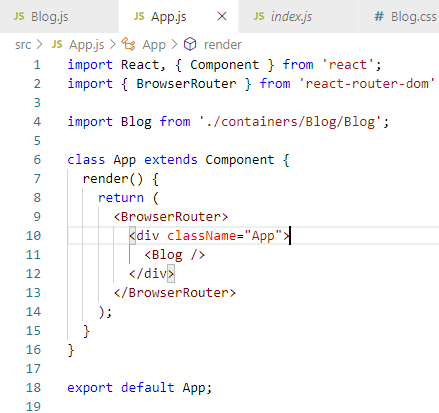 JS Blog.js JS App.js × JS index.js # Blog.css
src > JS App.js > App > render
1 import React, { Component } from 'react';
2 import { BrowserRouter } from 'react-router-dom'
3
4 import Blog from './containers/Blog/Blog';
5
6 class App extends Component {
7 render() {
8 return (
9 <BrowserRouter>
10 <div className="App">
11 <Blog />
12 </div>
13 </BrowserRouter>
14 );
15 }
16 }
17
18 export default App;
19